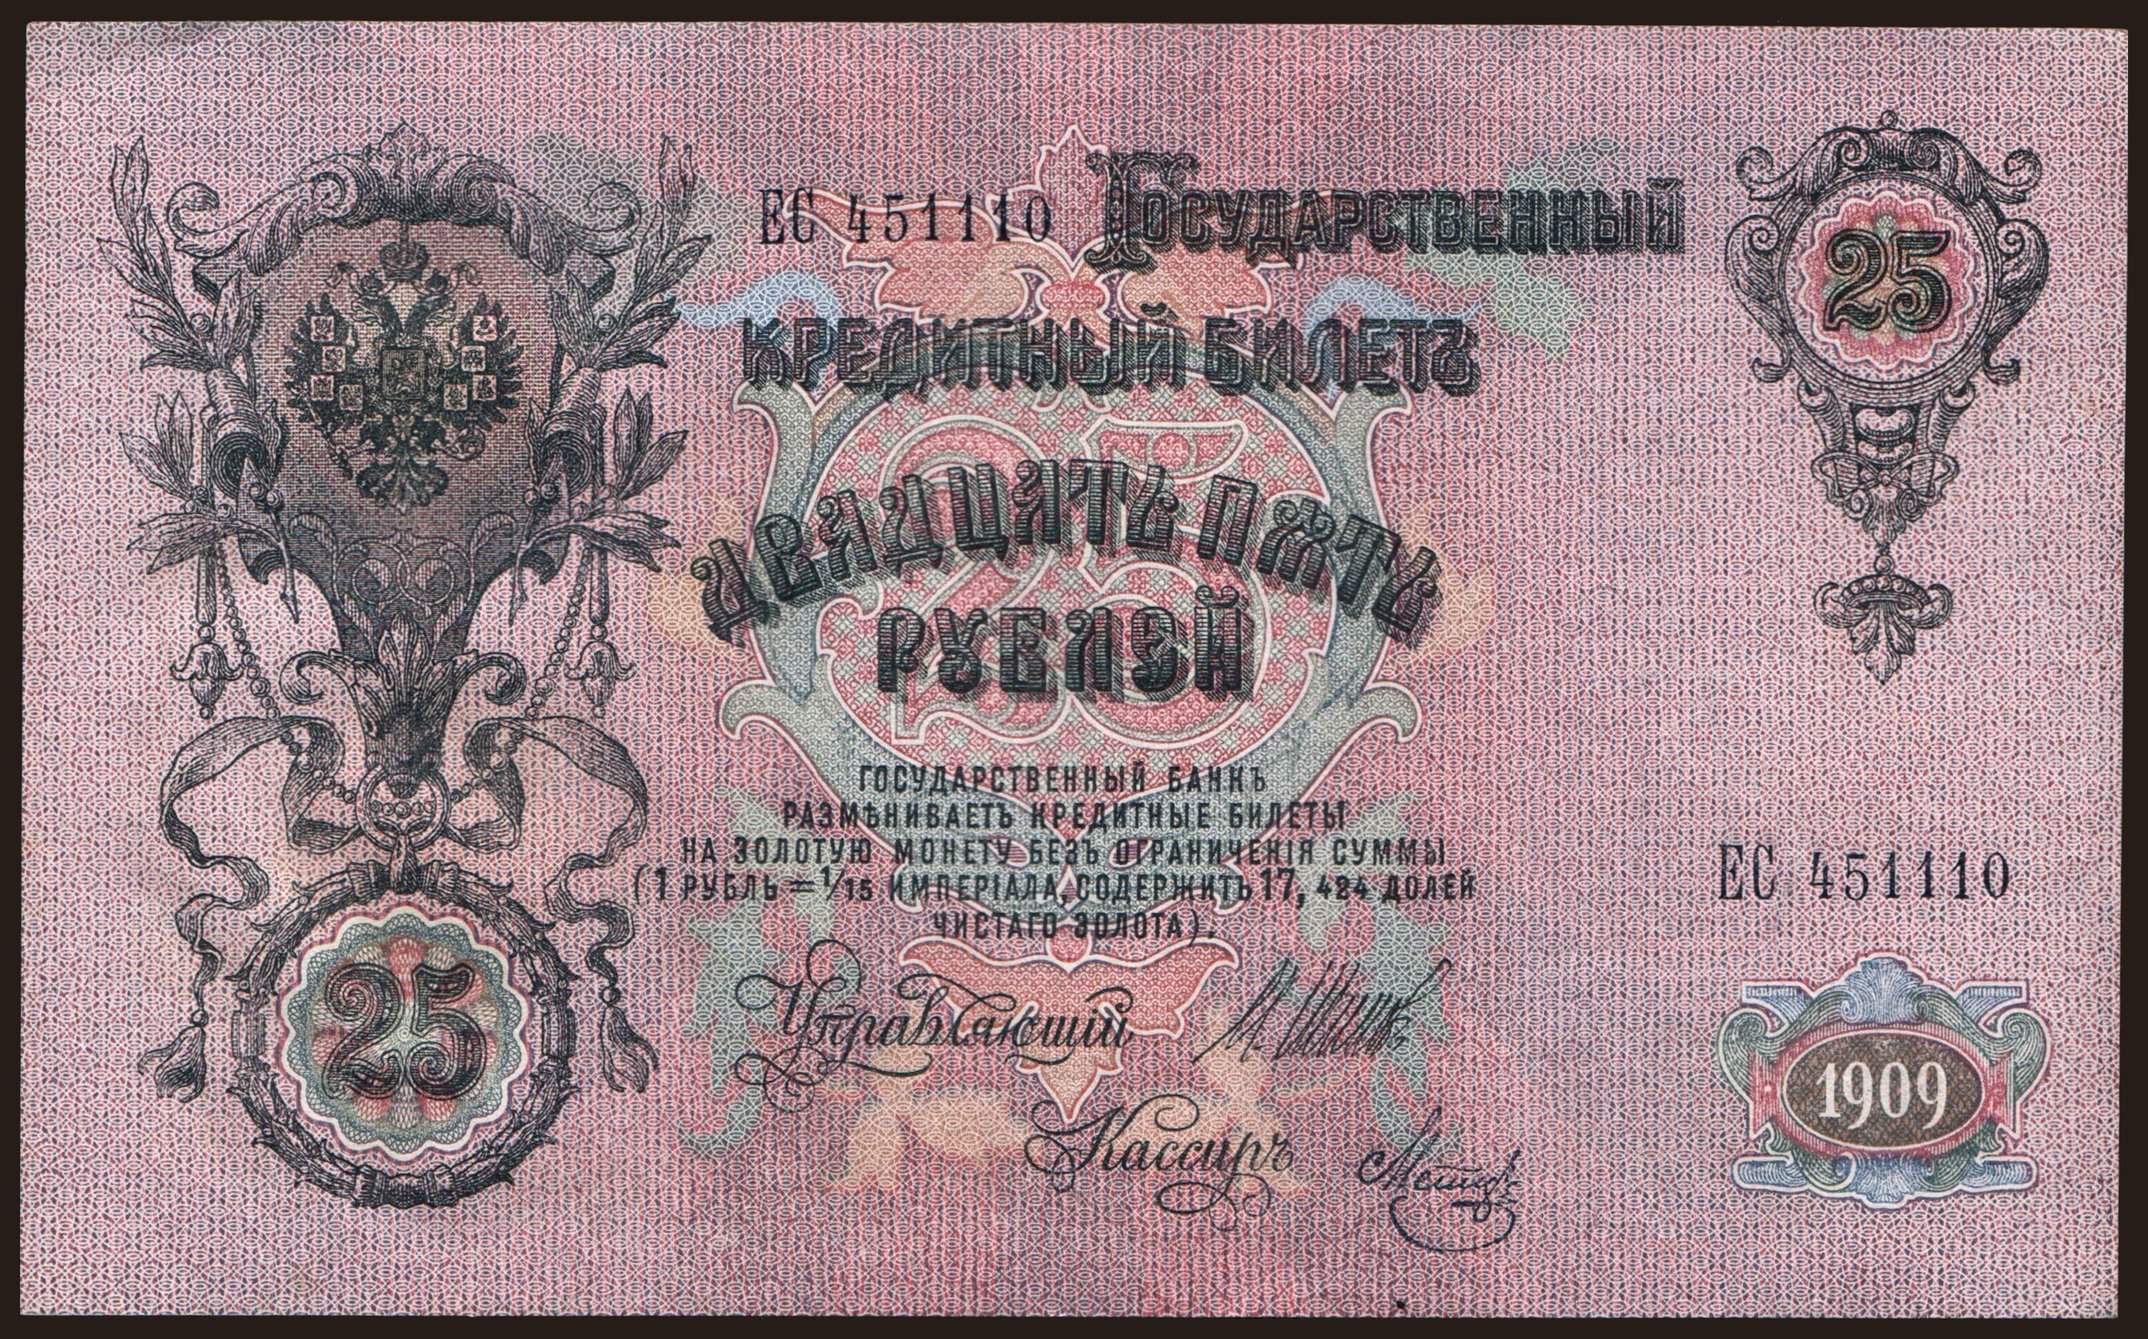 ЕС 451110 Государственный
25
кредитный билетъ
двадцать пять
рублей
25
ГОСУДАРСТВЕННЫЙ БАНКЪ
РАЗМѢНИВАЕТЪ КРЕДИТНЫЕ БИЛЕТЫ
НА ЗОЛОТУЮ МОНЕТУ БЕЗЪ ОГРАНИЧЕНІЯ СУММЫ
(1 РУБЛЬ = 1/15 ИМПЕРІАЛА, СОДЕРЖИТЪ 17, 424 ДОЛЕЙ
ЧИСТАГО ЗОЛОТА).
ЕС 451110
25
Управляющій
Кассиръ
1909